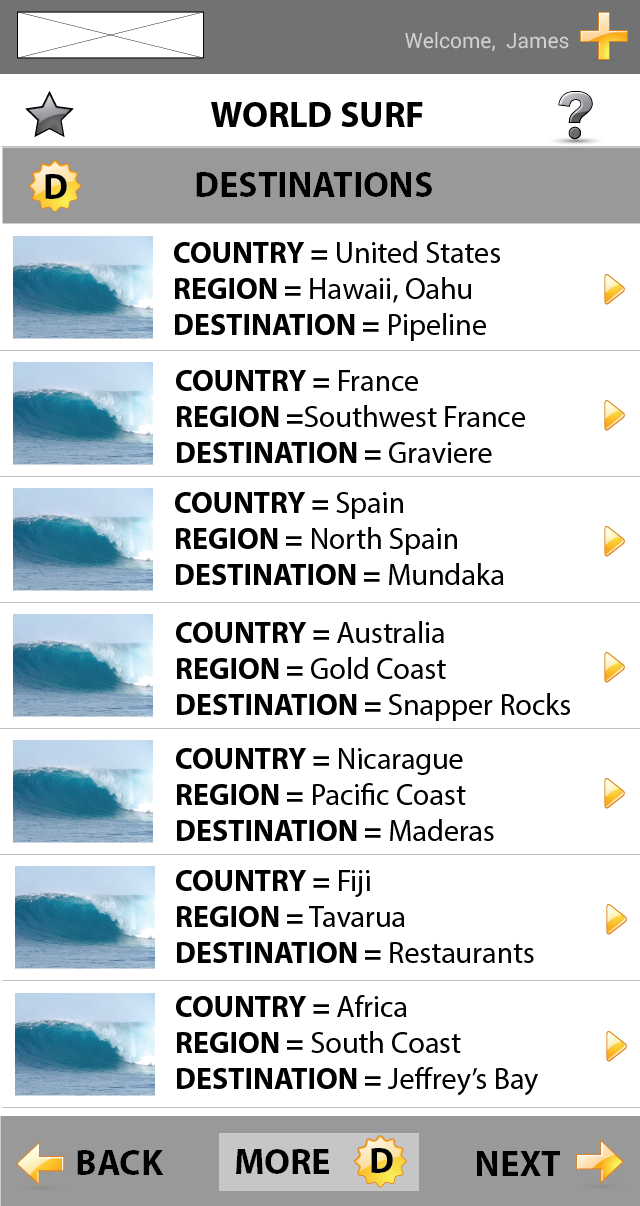 Welcome, James
WORLD SURF
D DESTINATIONS
COUNTRY = United States
REGION = Hawaii, Oahu
DESTINATION = Pipeline
COUNTRY = France
REGION =Southwest France
DESTINATION = Graviere
COUNTRY = Spain
REGION = North Spain
DESTINATION = Mundaka
COUNTRY = Australia
REGION = Gold Coast
DESTINATION = Snapper Rocks
COUNTRY = Nicarague
REGION = Pacific Coast
DESTINATION = Maderas
COUNTRY = Fiji
REGION = Tavarua
DESTINATION = Restaurants
COUNTRY = Africa
REGION = South Coast
DESTINATION = Jeffrey’s Bay
BACK MORE D NEXT